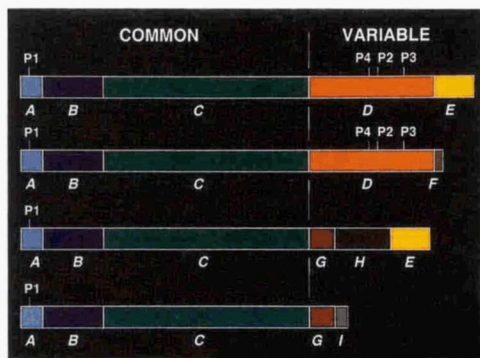 COMMON VARIABLE
P1 P4 P2 P3
A B C D E
P1 P4 P2 P3
A B C D F
P1
A B C G H E
P1
A B C G I